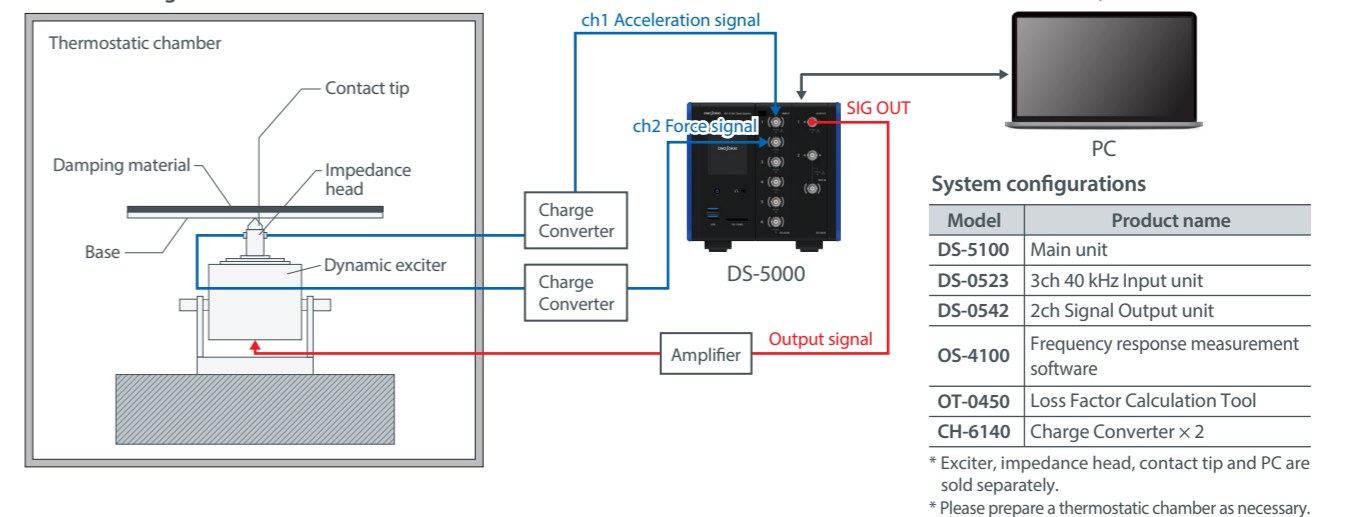 ch1 Acceleration signal
Thermostatic chamber
Contact tip
SIG OUT
ch2 Force signal
Damping material
Impedance
head
PC
Base
Charge
Converter
Dynamic exciter
DS-5000
Charge
Converter
Output signal
Amplifier
System configurations
Model Product name
DS-5100 Main unit
DS-0523 3ch 40 kHz Input unit
DS-0542 2ch Signal Output unit
OS-4100 Frequency response measurement
software
OT-0450 Loss Factor Calculation Tool
CH-6140 Charge Converter × 2
* Exciter, impedance head, contact tip and PC are
sold separately.
* Please prepare a thermostatic chamber as necessary.